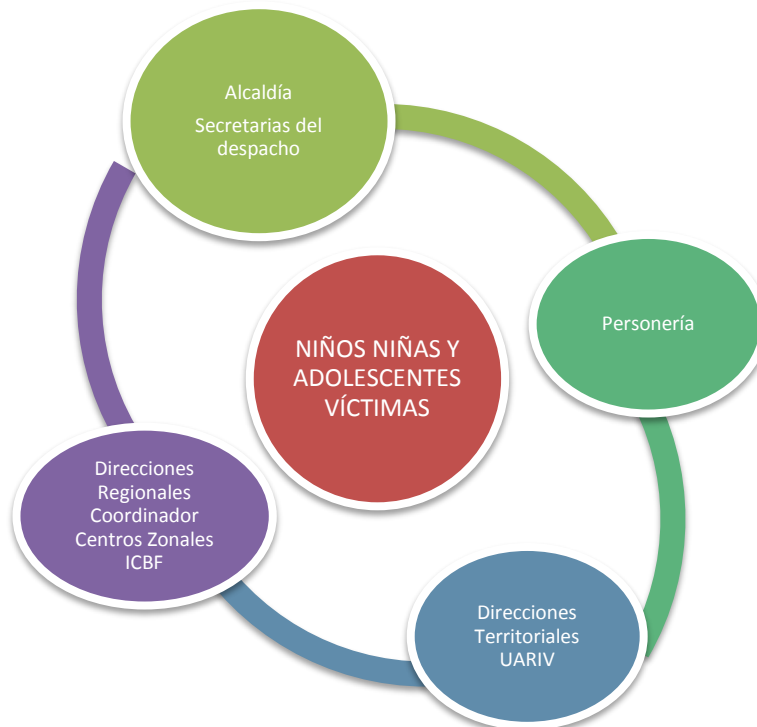 Alcaldía
Secretarias del
despacho
Personería
NIÑOS NIÑAS Y
ADOLESCENTES
VÍCTIMAS
Direcciones
Regionales
Coordinador
Centros Zonales
ICBF
Direcciones
Territoriales
UARIV